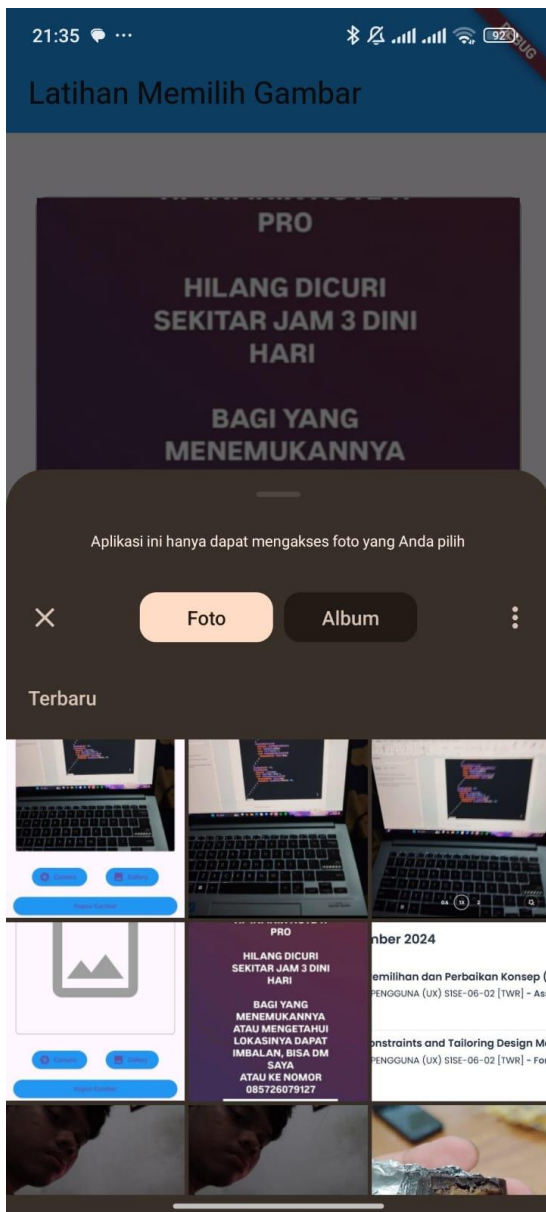 21:35
92
DEBUG
Latihan Memilih Gambar
PRO
HILANG DICURI
SEKITAR JAM 3 DINI
HARI
BAGI YANG
MENEMUKANNYA
Aplikasi ini hanya dapat mengakses foto yang Anda pilih
Foto
Album
Terbaru
Camera
Gallery
PRO
HILANG DICURI
SEKITAR JAM 3 DINI
HARI
BAGI YANG
MENEMUKANNYA
ATAU MENGETAHUI
LOKASINYA DAPAT
IMBALAN, BISA DM
SAYA
ATAU KE NOMOR
085726079127
mber 2024
emilihan dan Perbaikan Konsep (
PENGGUNA (UX) S1SE-06-02 [TWR] - As
onstraints and Tailoring Design M
PENGGUNA (UX) S1SE-06-02 [TWR] - For
Camera
Gallery